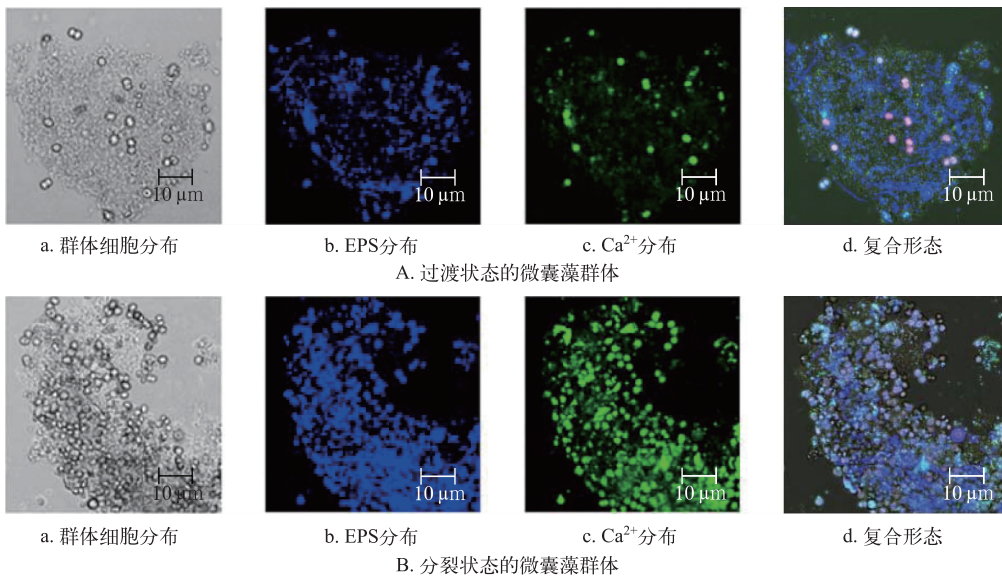 10 μm 10 μm 10 μm 10 μm
a. 群体细胞分布 b. EPS分布 c. Ca²⁺分布 d. 复合形态
A. 过渡状态的微囊藻群体
10 μm 10 μm 10 μm 10 μm
a. 群体细胞分布 b. EPS分布 c. Ca²⁺分布 d. 复合形态
B. 分裂状态的微囊藻群体